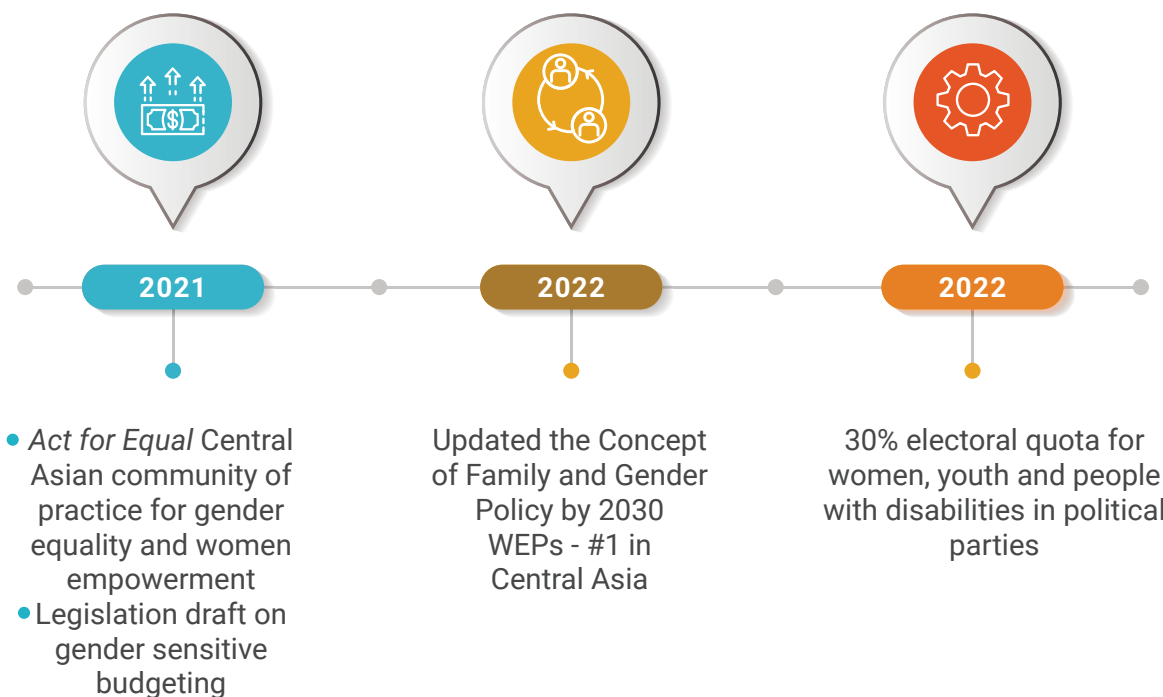 2021
Act for Equal Central
Asian community of
practice for gender
equality and women
empowerment
Legislation draft on
gender sensitive
budgeting
2022
Updated the Concept
of Family and Gender
Policy by 2030
WEPs - #1 in
Central Asia
2022
30% electoral quota for
women, youth and people
with disabilities in political
parties